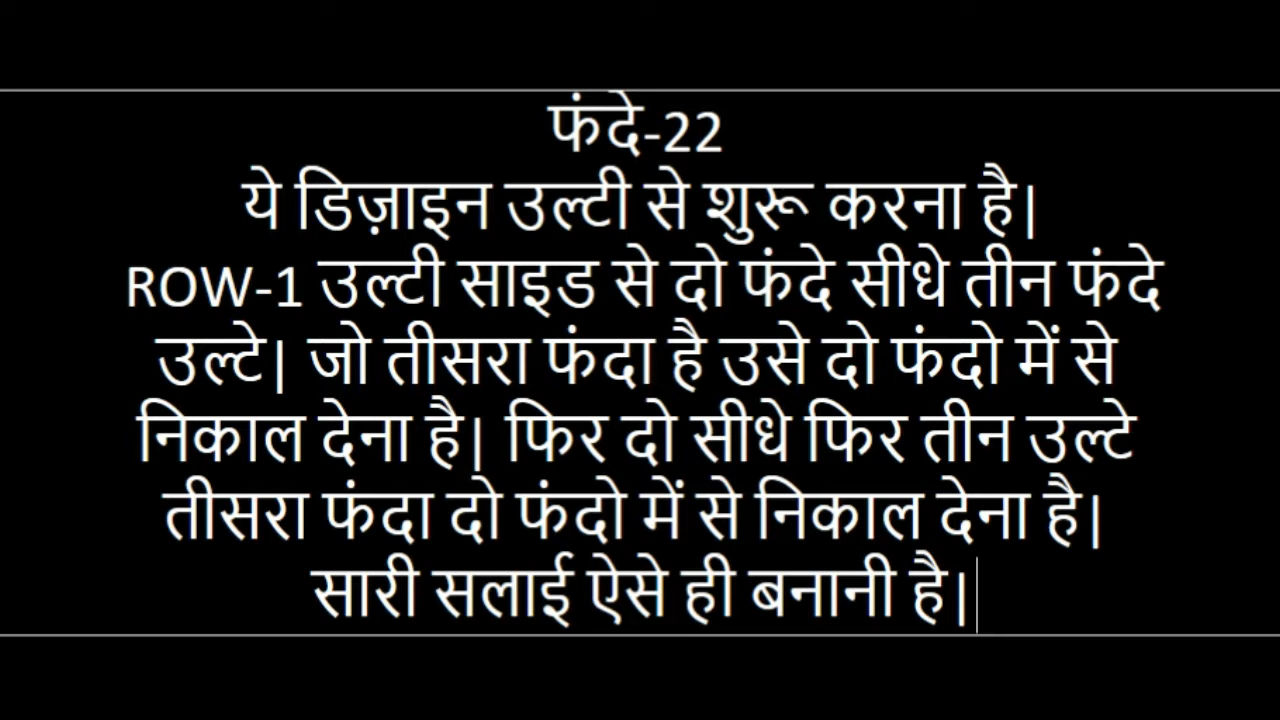 फंदे-22
ये डिज़ाइन उल्टी से शुरू करना है|
ROW-1 उल्टी साइड से दो फंदे सीधे तीन फंदे
उल्टे| जो तीसरा फंदा है उसे दो फंदो में से
निकाल देना है| फिर दो सीधे फिर तीन उल्टे
तीसरा फंदा दो फंदो में से निकाल देना है|
सारी सलाई ऐसे ही बनानी है|